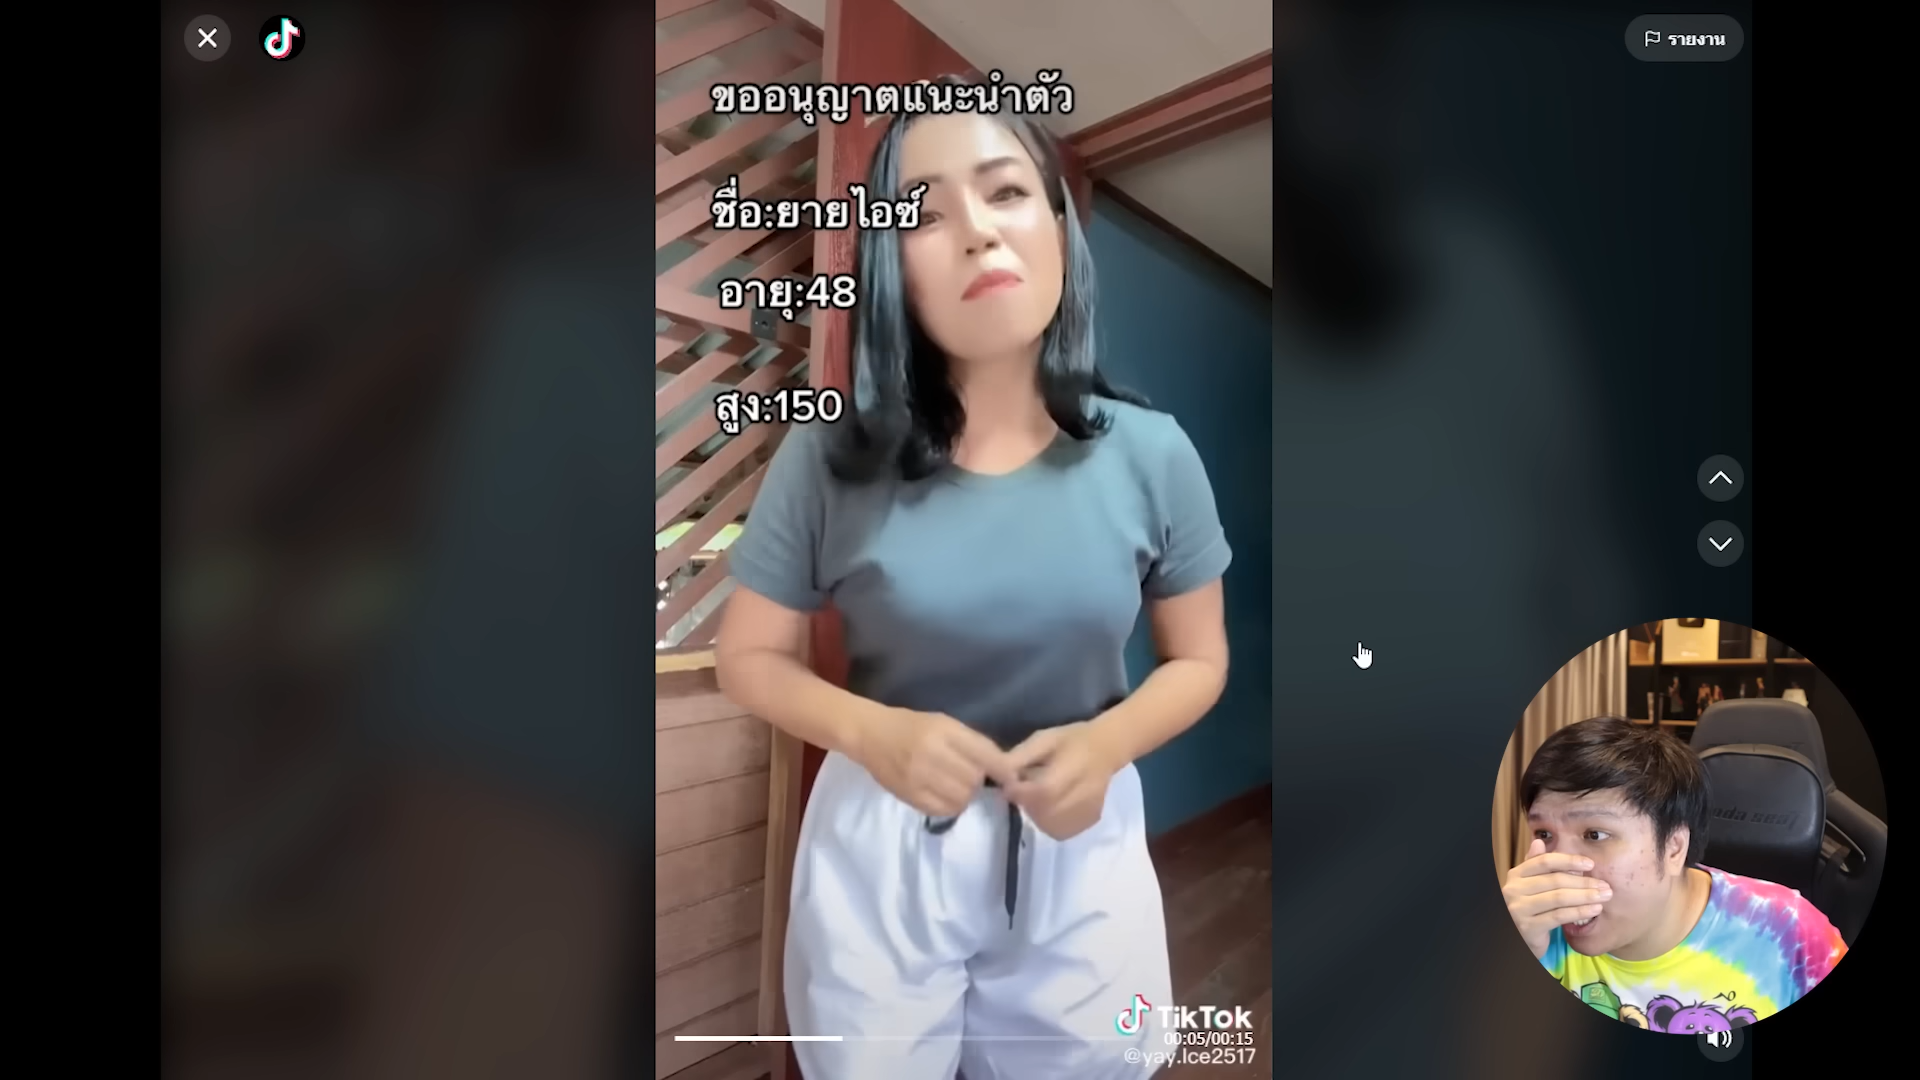 รายงาน
ขออนุญาตแนะนำตัว
ชื่อ:ยายไอซ์
อายุ:48
สูง:150
TikTok
00:05/00:15
@yay.Ice2517